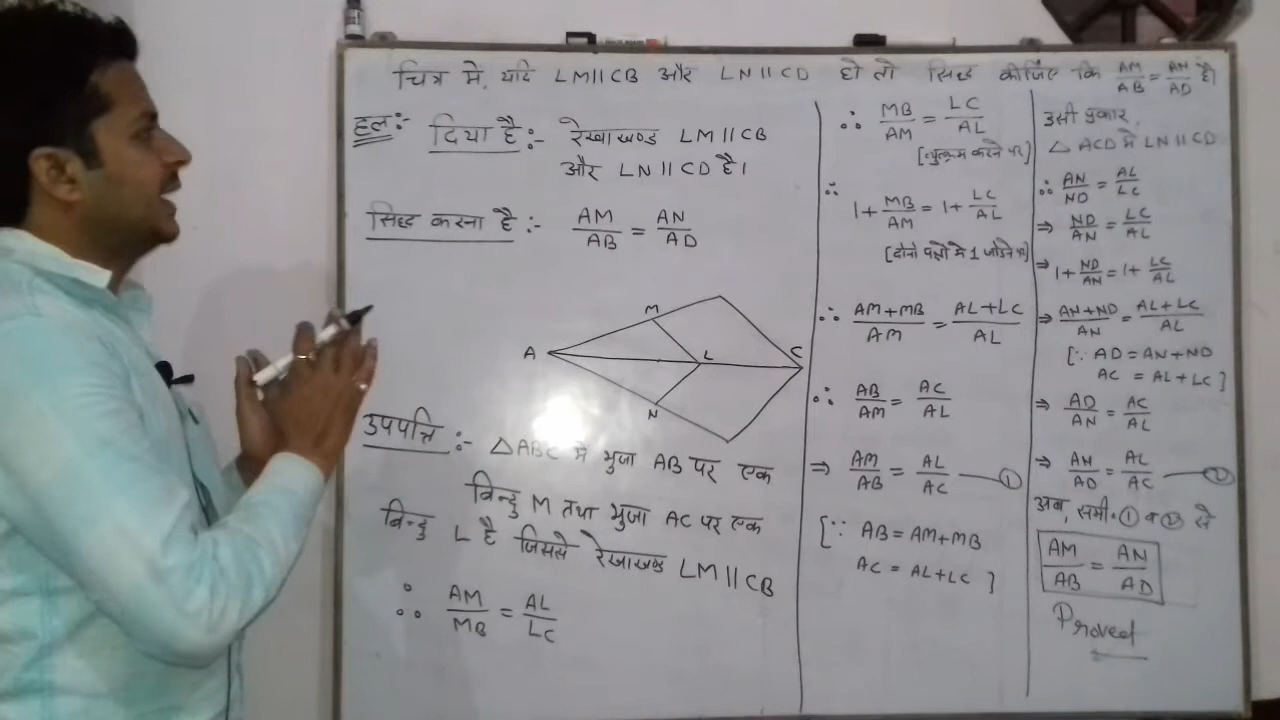 चित्र में, यदि LM||CB और LN||CD हो तो सिद्ध कीजिए कि AM/AB = AN/AD है।
हल:-
दिया है:- रेखाखण्ड LM||CB
और LN||CD है।
सिद्ध करना है:- AM/AB = AN/AD
M
A
L
C
N
उपपत्ति:- △ABC में भुजा AB पर एक
बिन्दु M तथा भुजा AC पर एक
बिन्दु L है जिससे रेखाखण्ड LM||CB
∴ AM/MB = AL/LC
∴ MB/AM = LC/AL
[व्युत्क्रम करने पर]
∴ 1+MB/AM = 1+LC/AL
[दोनों पक्षों में 1 जोड़ने पर]
∴ AM+MB/AM = AL+LC/AL
∴ AB/AM = AC/AL
⇒ AM/AB = AL/AC —①
[∵ AB = AM+MB
AC = AL+LC]
उसी प्रकार,
△ ACD में LN||CD
∴ AN/ND = AL/LC
⇒ ND/AN = LC/AL
⇒ 1+ND/AN = 1+LC/AL
⇒ AN+ND/AN = AL+LC/AL
[∵ AD = AN+ND
AC = AL+LC]
⇒ AD/AN = AC/AL
⇒ AN/AD = AL/AC —②
अब, समी० ① व ② से
AM/AB = AN/AD
Proved